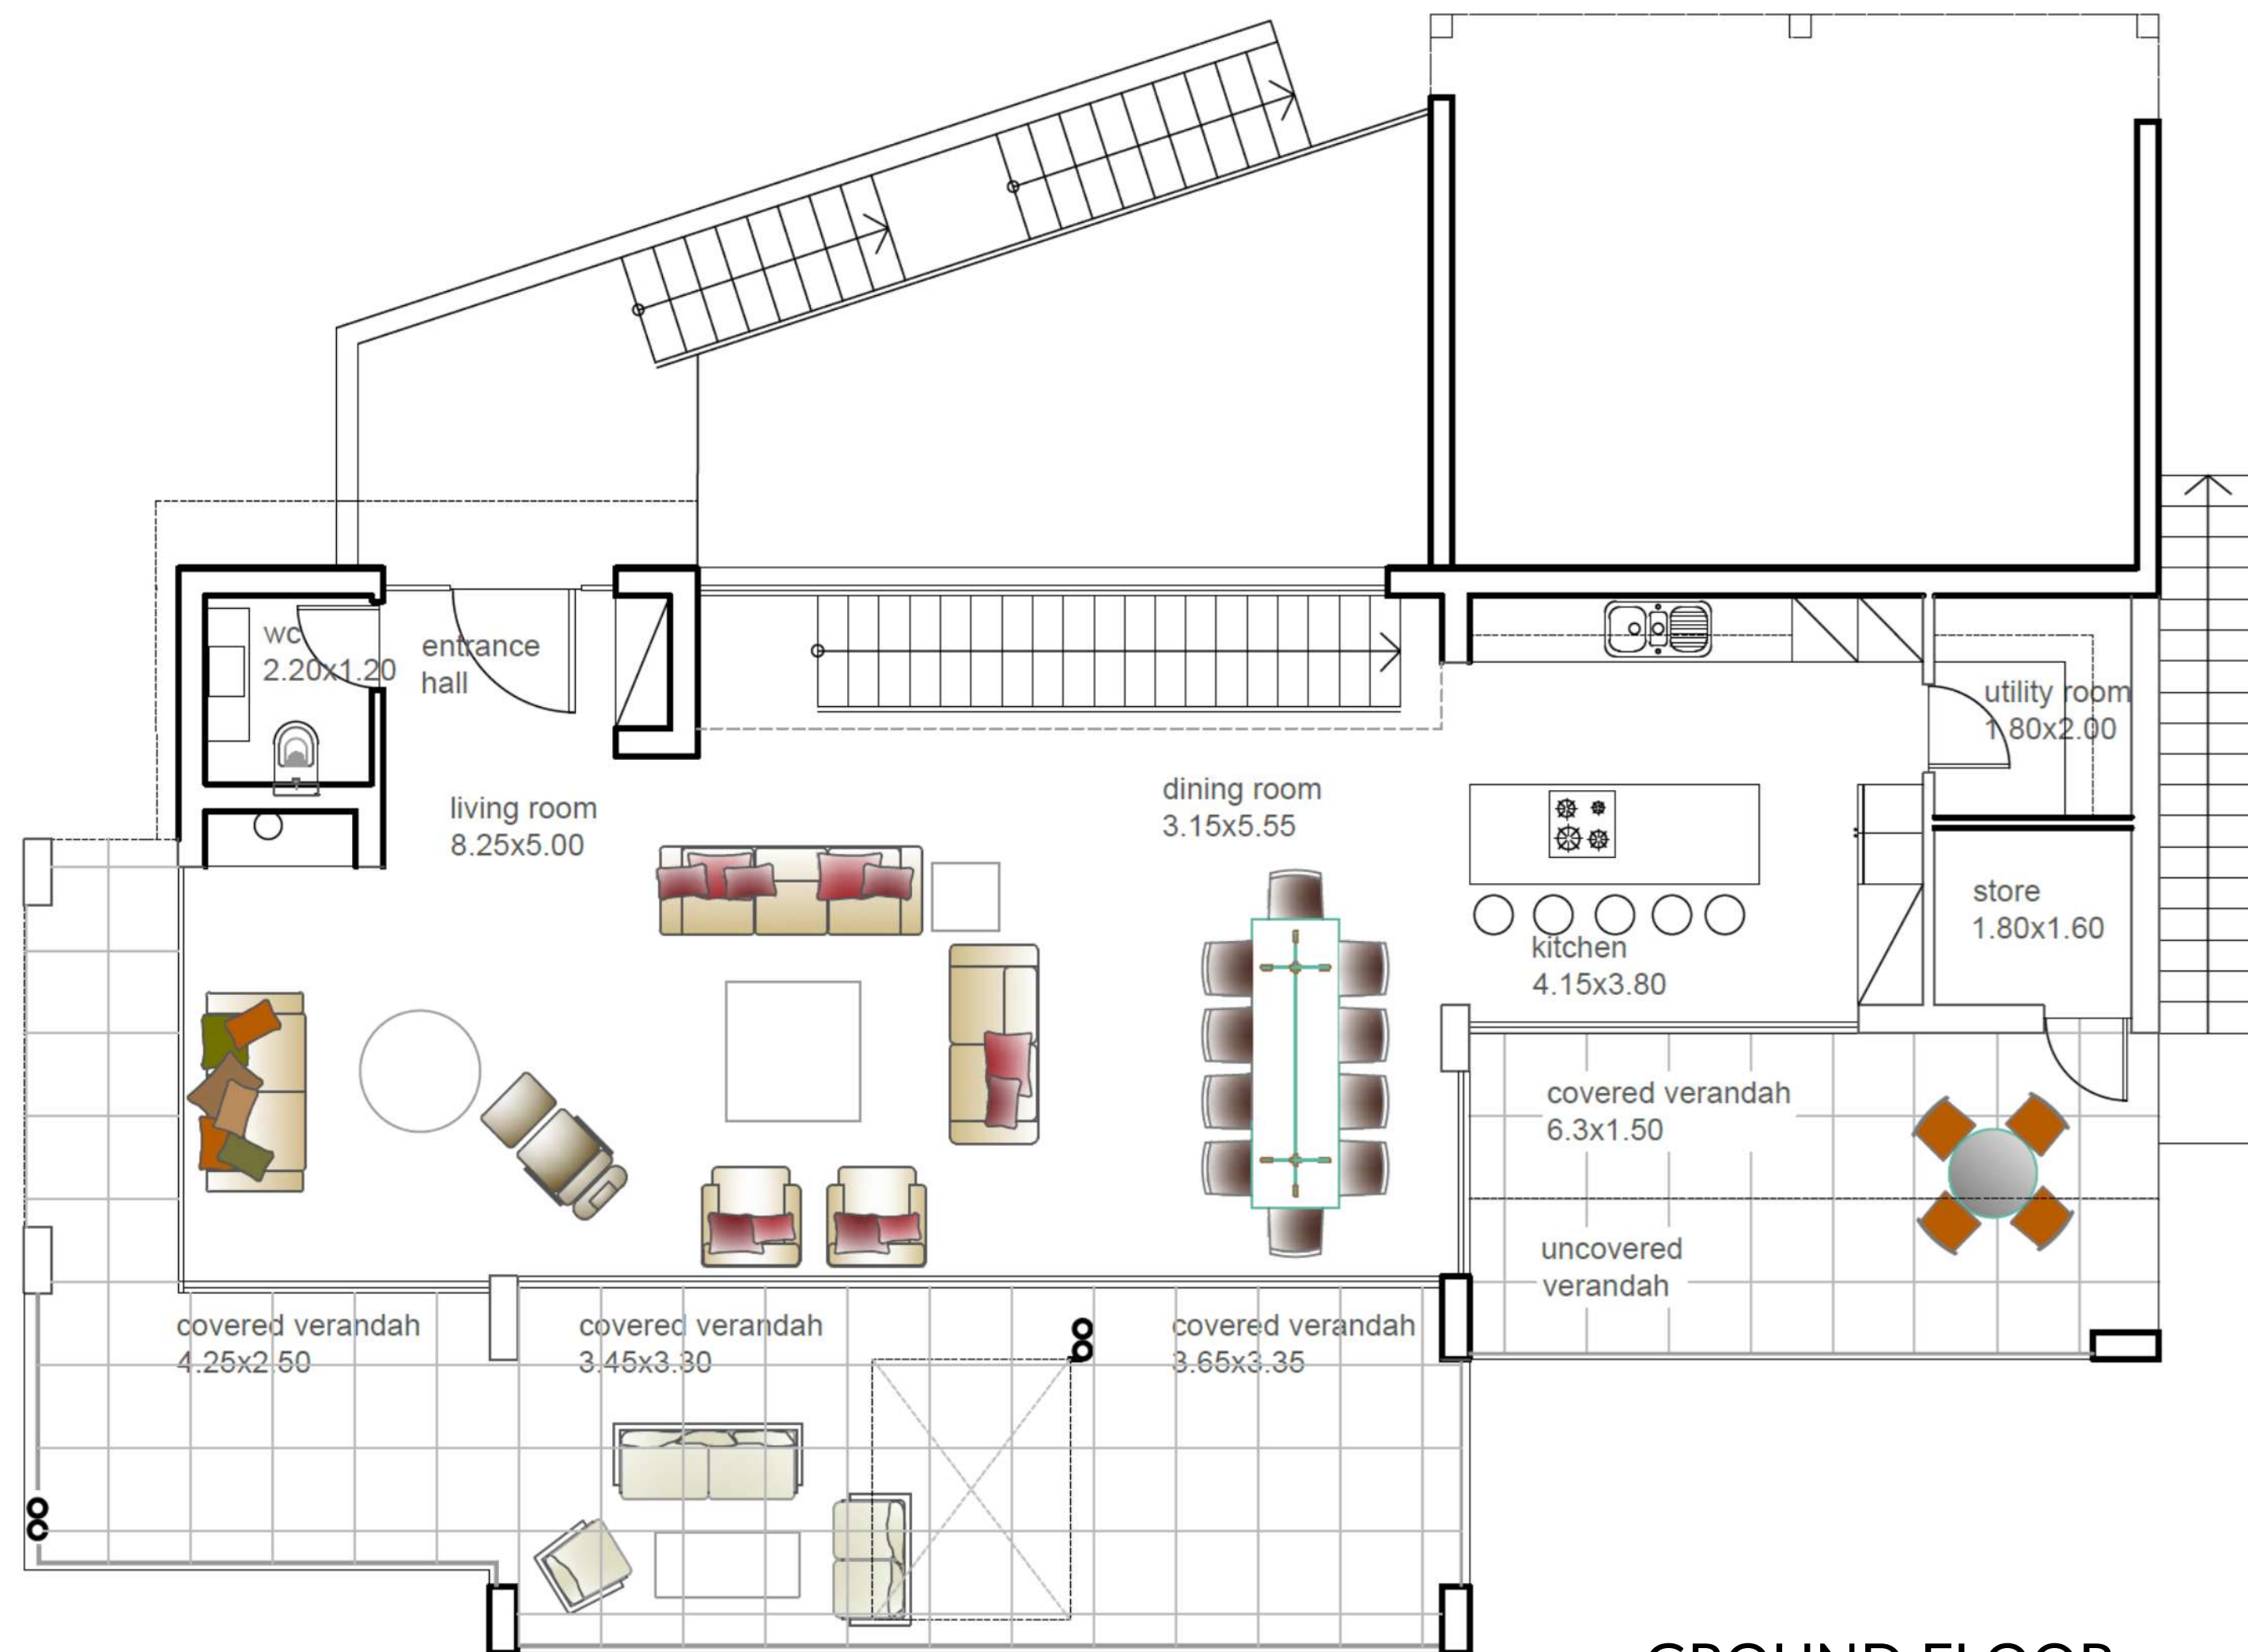 wc
2.20x1.20
entrance
hall
utility room
1.80x2.00
living room
8.25x5.00
dining room
3.15x5.55
store
1.80x1.60
kitchen
4.15x3.80
covered verandah
6.3x1.50
uncovered
verandah
covered verandah
4.25x2.50
covered verandah
3.45x3.30
covered verandah
3.65x3.35
GROUND FLOOR